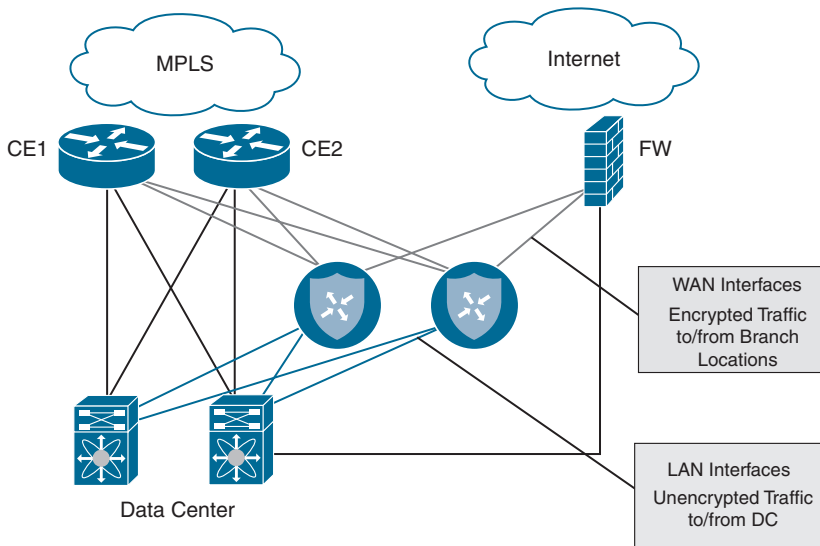 MPLS
Internet
CE1
CE2
FW
WAN Interfaces
Encrypted Traffic
to/from Branch
Locations
LAN Interfaces
Unencrypted Traffic
to/from DC
Data Center